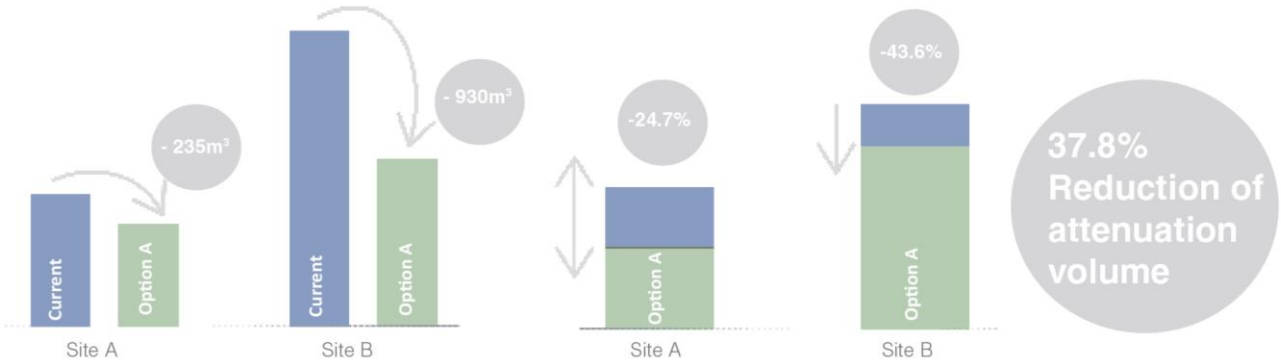 - 235m³
- 930m³
-24.7%
-43.6%
37.8%
Reduction of
attenuation
volume
Current
Option A
Current
Option A
Option A
Option A
Site A
Site B
Site A
Site B